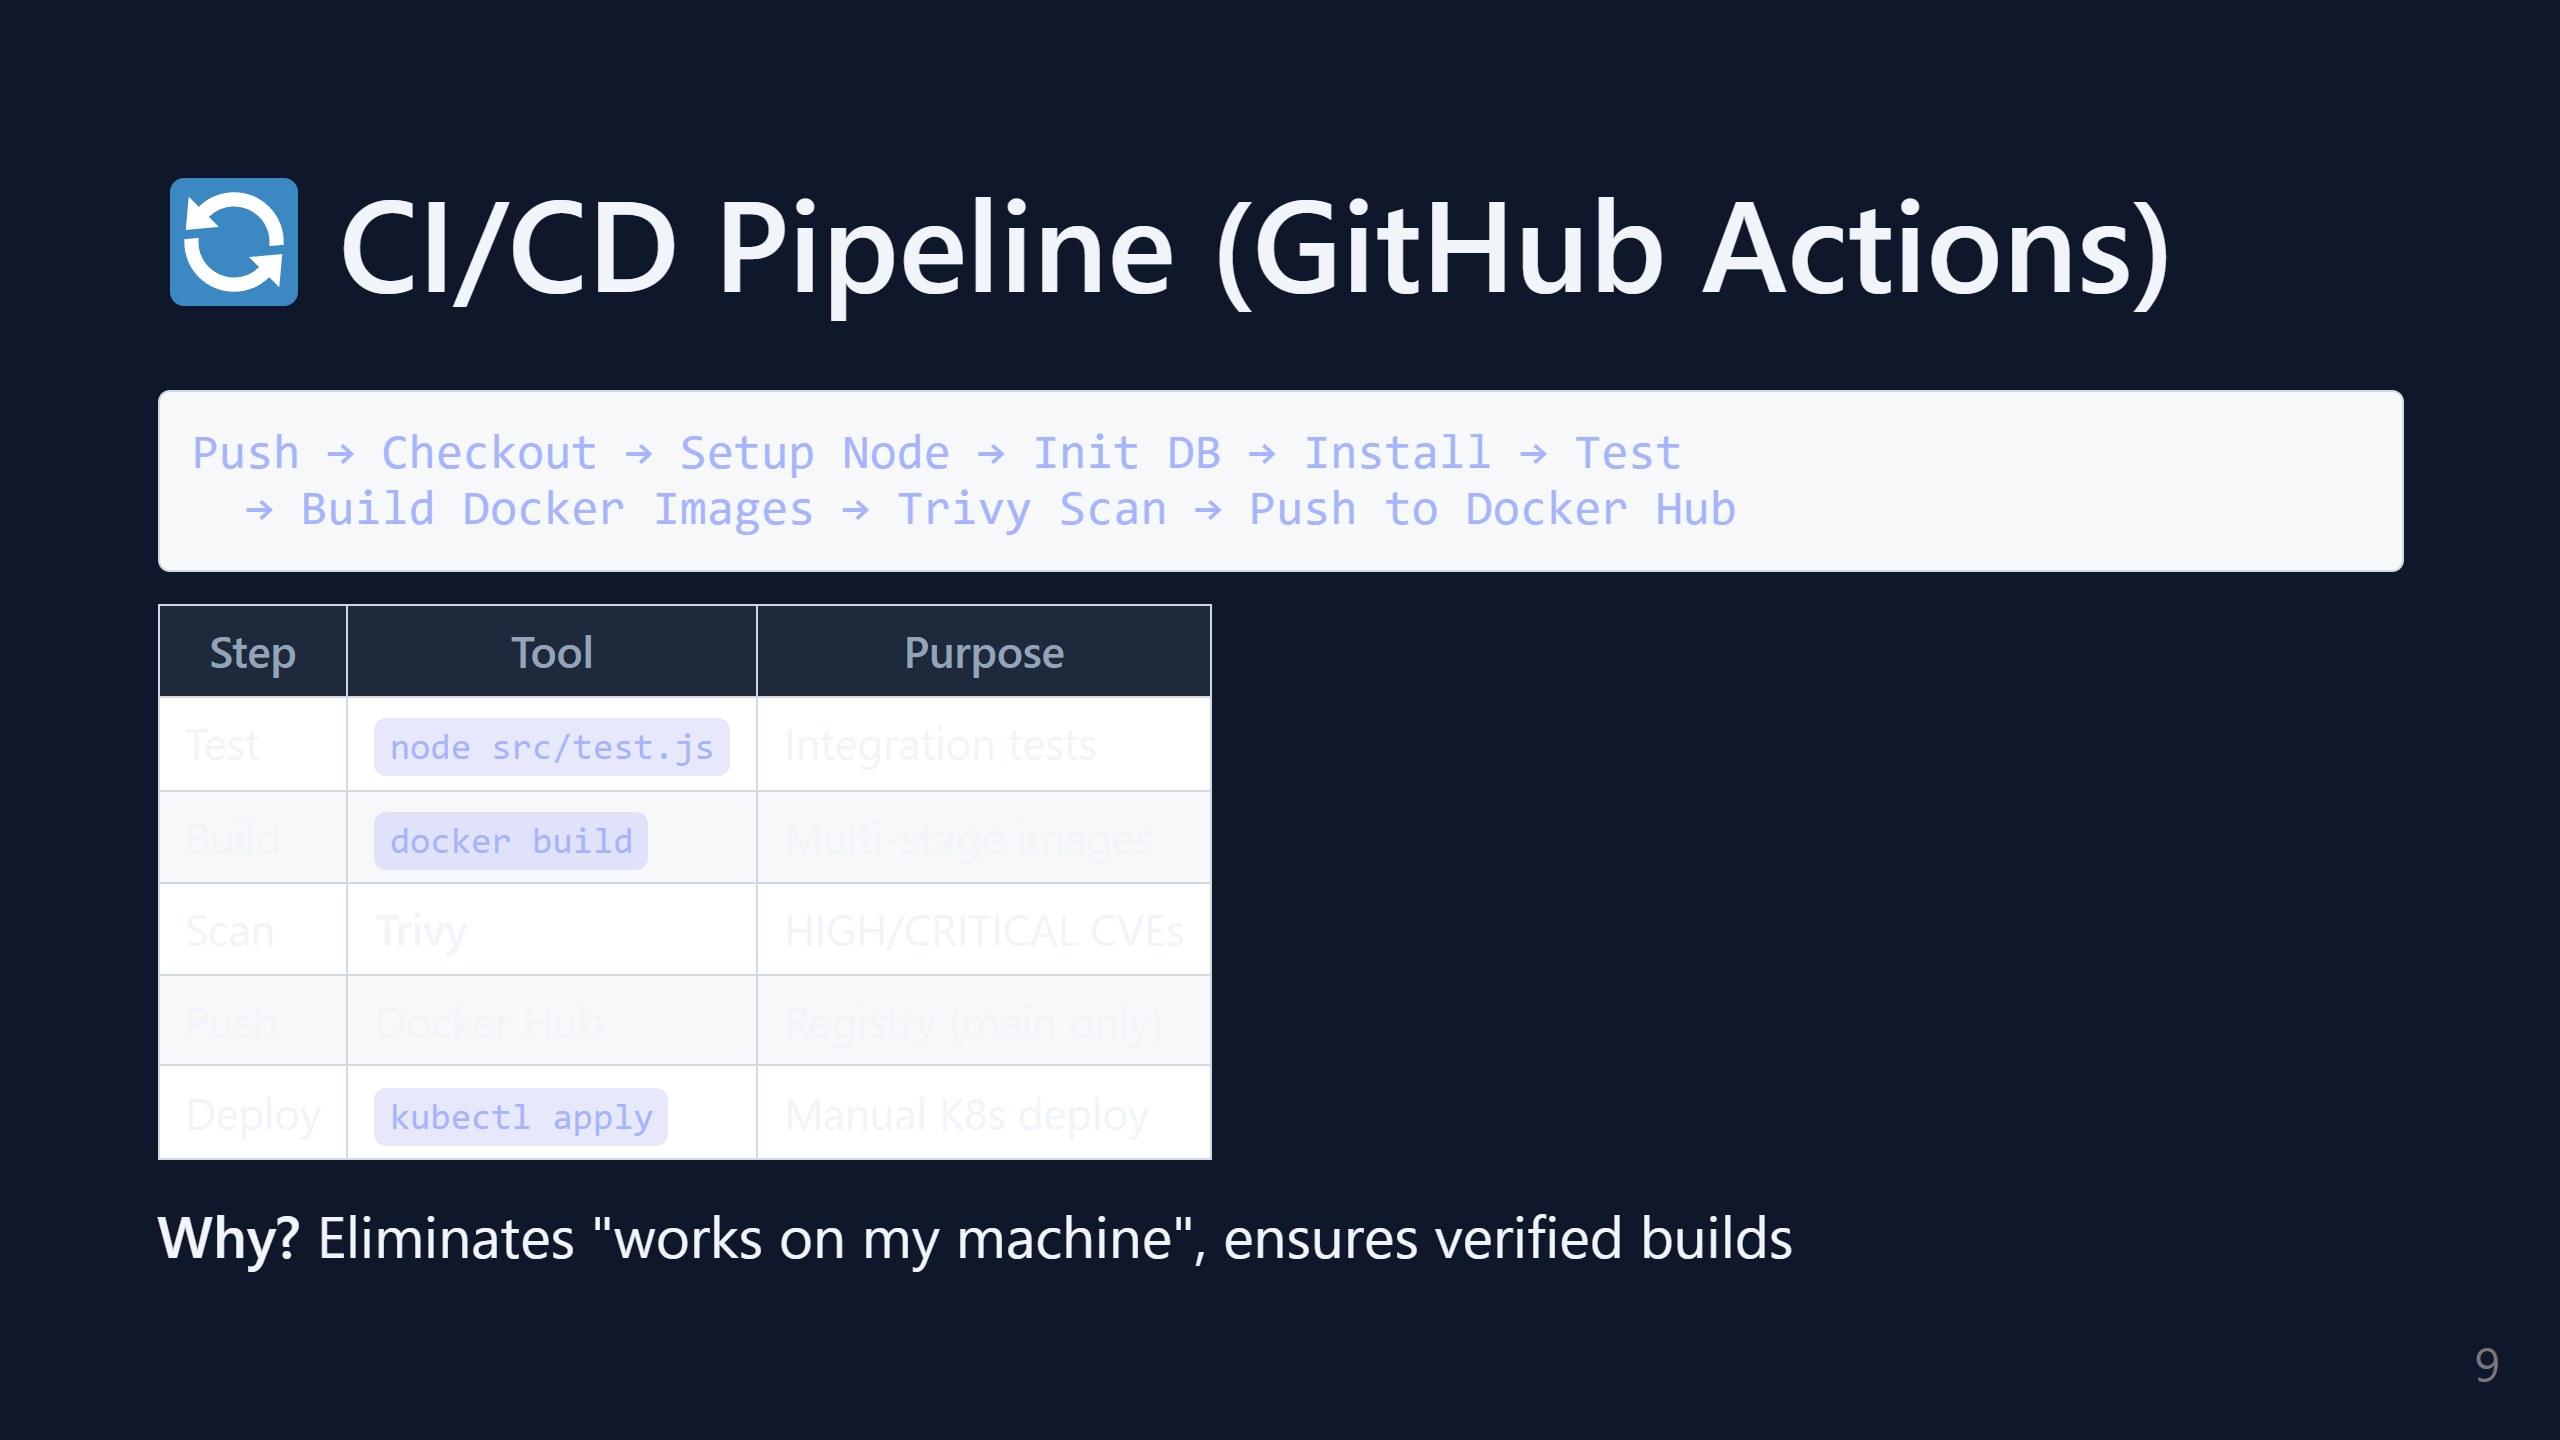 CI/CD Pipeline (GitHub Actions)
Push → Checkout → Setup Node → Init DB → Install → Test
→ Build Docker Images → Trivy Scan → Push to Docker Hub
Step Tool Purpose
Test node src/test.js Integration tests
Build docker build Multi-stage images
Scan Trivy HIGH/CRITICAL CVEs
Push Docker Hub Registry (main only)
Deploy kubectl apply Manual K8s deploy
Why? Eliminates "works on my machine", ensures verified builds
9